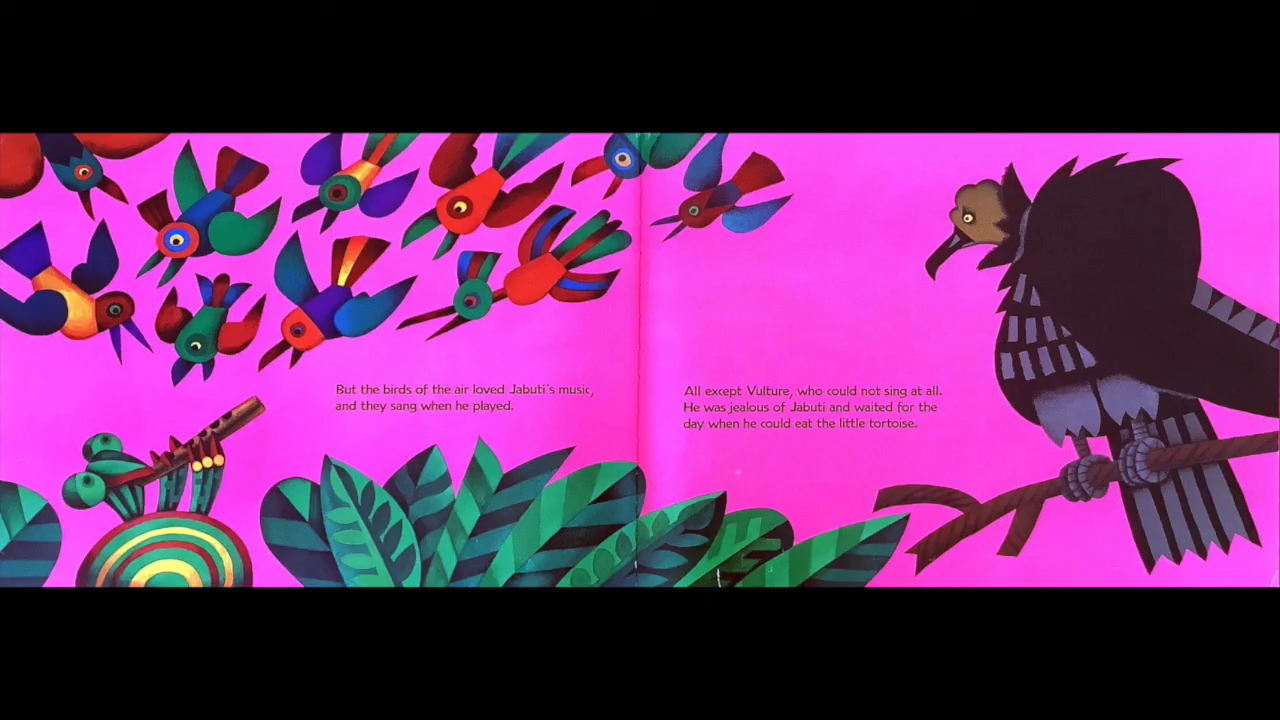 But the birds of the air loved Jabuti's music,
and they sang when he played.
All except Vulture, who could not sing at all.
He was jealous of Jabuti and waited for the
day when he could eat the little tortoise.